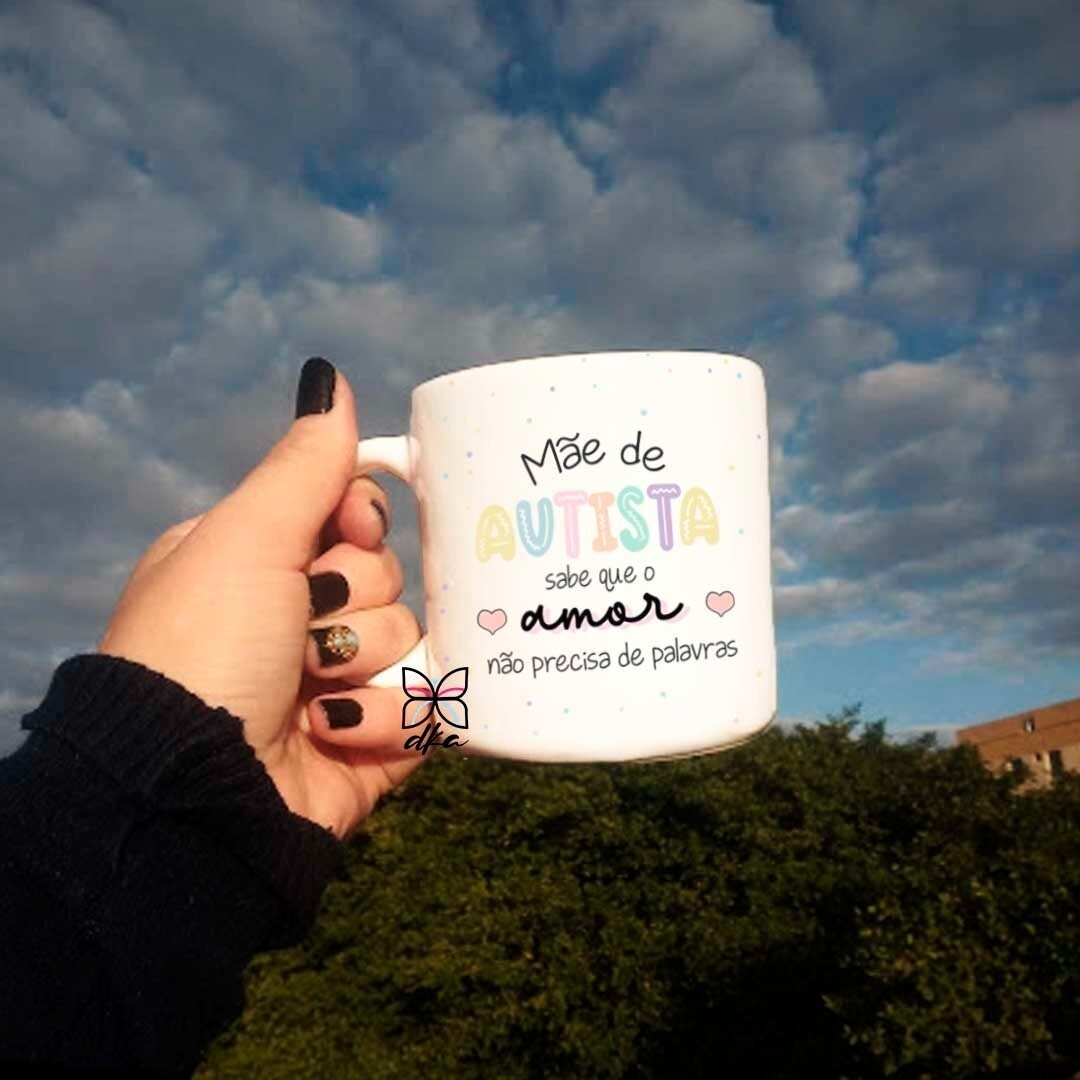 Mãe de
AUTISTA
sabe que o
amor
não precisa de palavras
dka